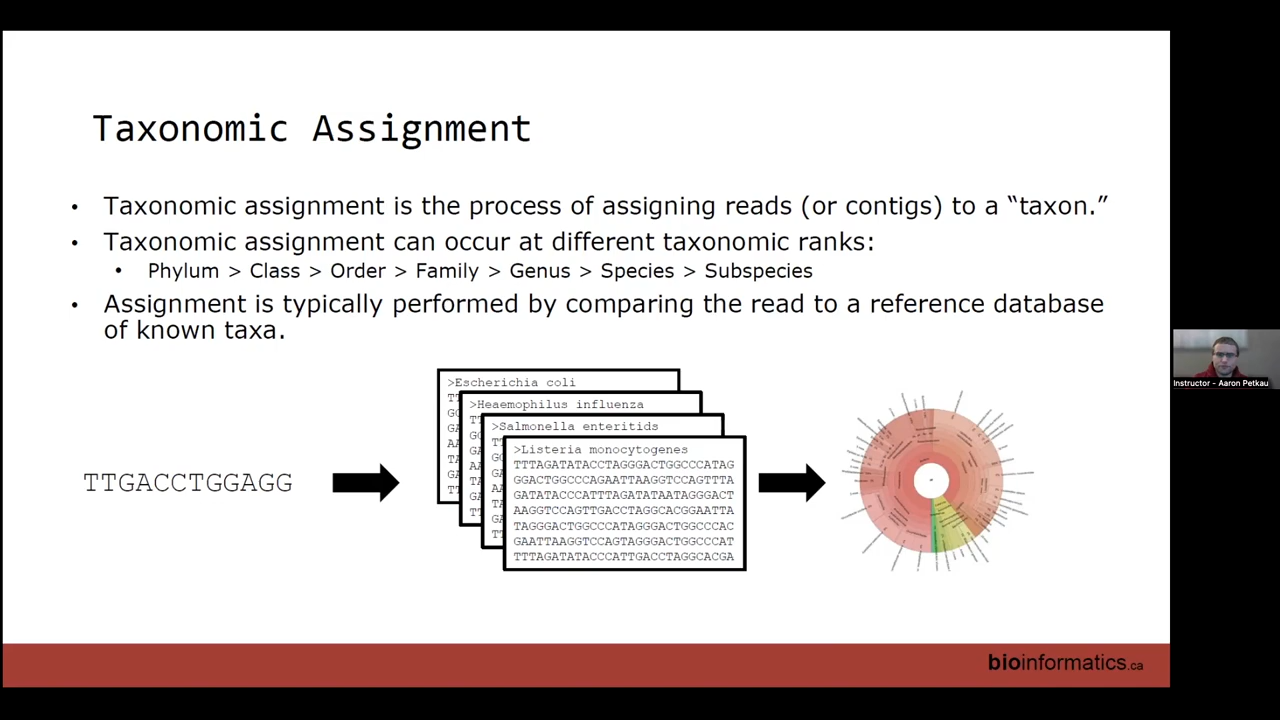 Taxonomic Assignment
• Taxonomic assignment is the process of assigning reads (or contigs) to a “taxon.”
• Taxonomic assignment can occur at different taxonomic ranks:
• Phylum > Class > Order > Family > Genus > Species > Subspecies
• Assignment is typically performed by comparing the read to a reference database
of known taxa.
TTGACCTGGAGG
>Escherichia coli
>Heaemophilus influenza
>Salmonella enteritids
>Listeria monocytogenes
TTTAGATATACCTAGGGACTGGCCCATAG
GGACTGGCCCAGAATTAAGGTCCAGTTTA
GATATACCCATTTAGATATAATAGGGACT
AAGGTCCAGTTGACCTAGGCACGGAATTA
TAGGGACTGGCCCATAGGGACTGGCCCAC
GAATTAAGGTCCAGTAGGGACTGGCCCAT
TTTAGATATACCCATTGACCTAGGCACGA
Instructor - Aaron Petkau
bioinformatics.ca